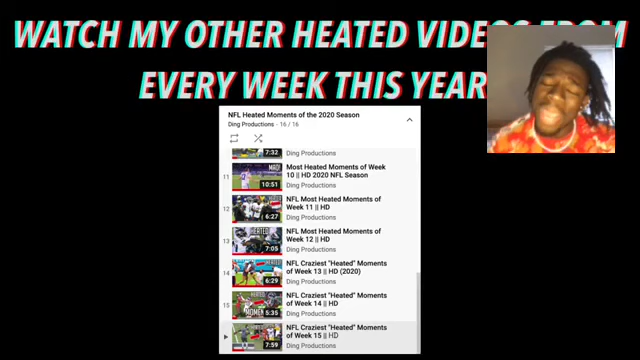 WATCH MY OTHER HEATED VIDEOS FROM
EVERY WEEK THIS YEAR
NFL Heated Moments of the 2020 Season
Ding Productions - 16 / 16
7:32
Ding Productions
11
10:51
Most Heated Moments of Week
10 || HD 2020 NFL Season
Ding Productions
12
6:27
NFL Most Heated Moments of
Week 11 || HD
Ding Productions
13
HEATED
7:05
NFL Most Heated Moments of
Week 12 || HD
Ding Productions
14
HEATED
6:29
NFL Craziest "Heated" Moments
of Week 13 || HD (2020)
Ding Productions
15
HEATED
MOMEN
5:35
NFL Craziest "Heated" Moments
of Week 14 || HD
Ding Productions
7:59
NFL Craziest "Heated" Moments
of Week 15 || HD
Ding Productions